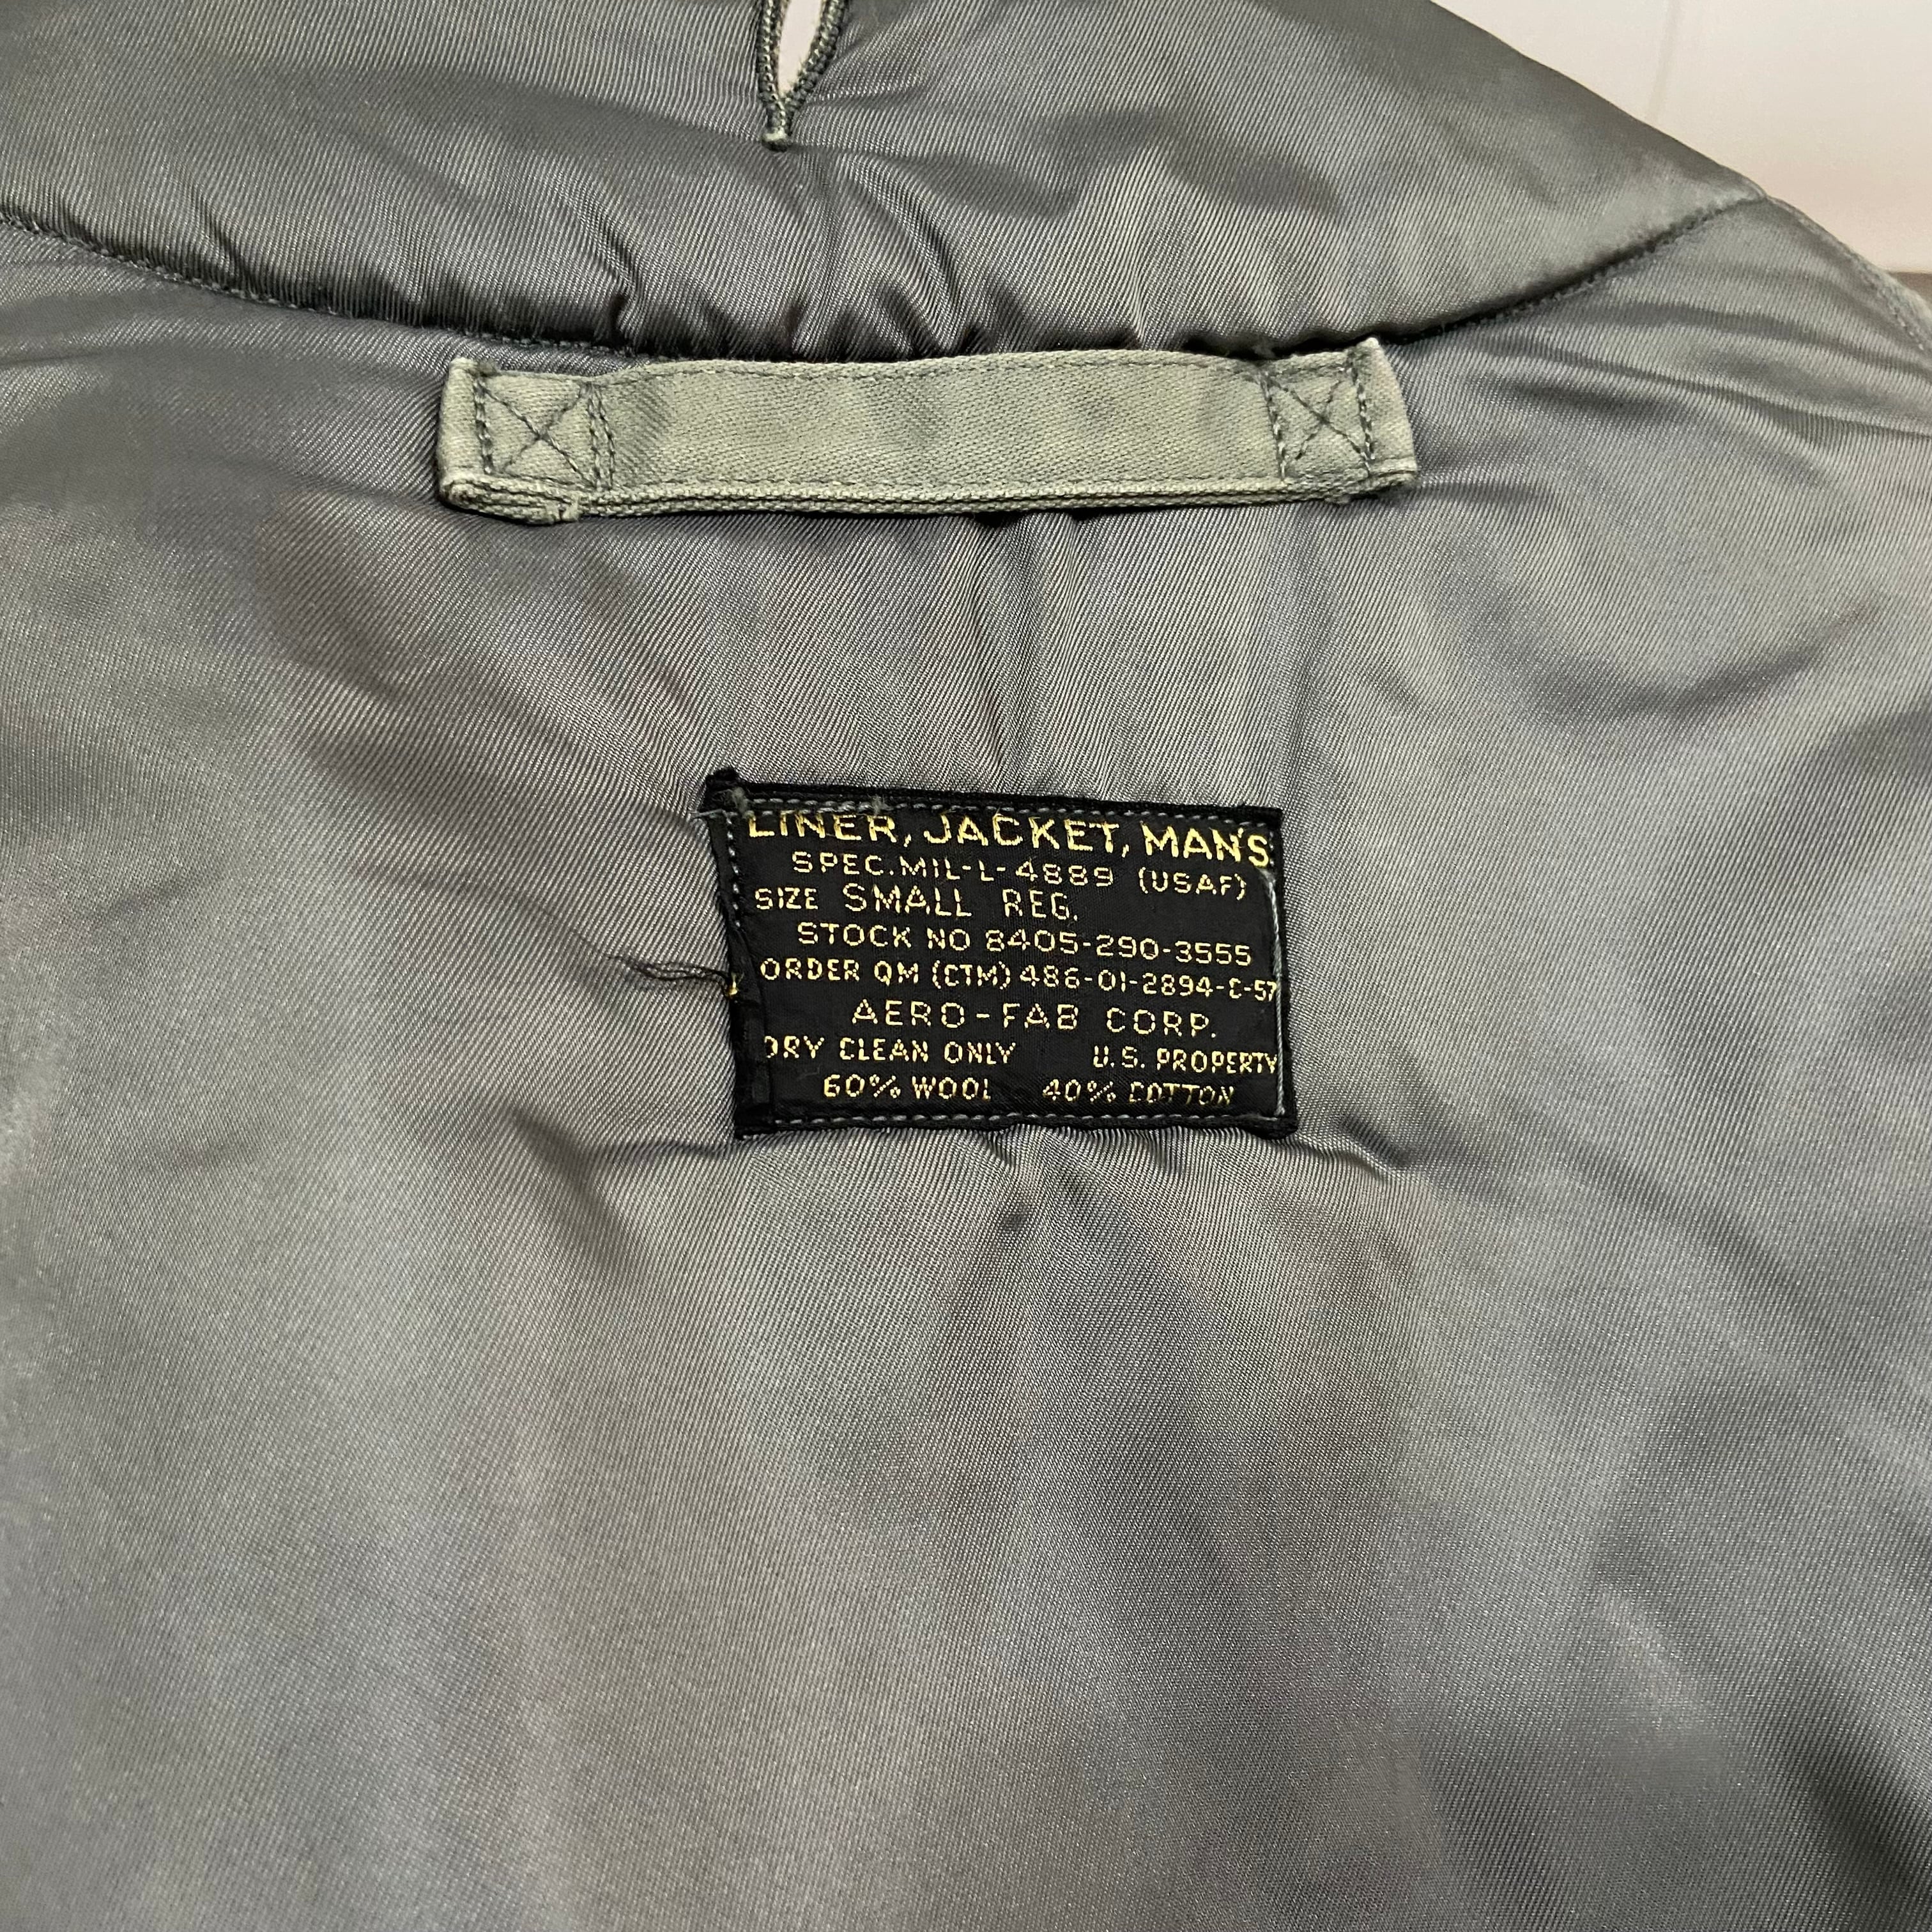 LINER, JACKET, MAN'S
SPEC. MIL-L-4889 (USAF)
SIZE SMALL REG.
STOCK NO 8405-290-3555
ORDER QM (CTM) 486-01-2894-C-57
AERO-FAB CORP.
DRY CLEAN ONLY U.S. PROPERTY
60% WOOL 40% COTTON